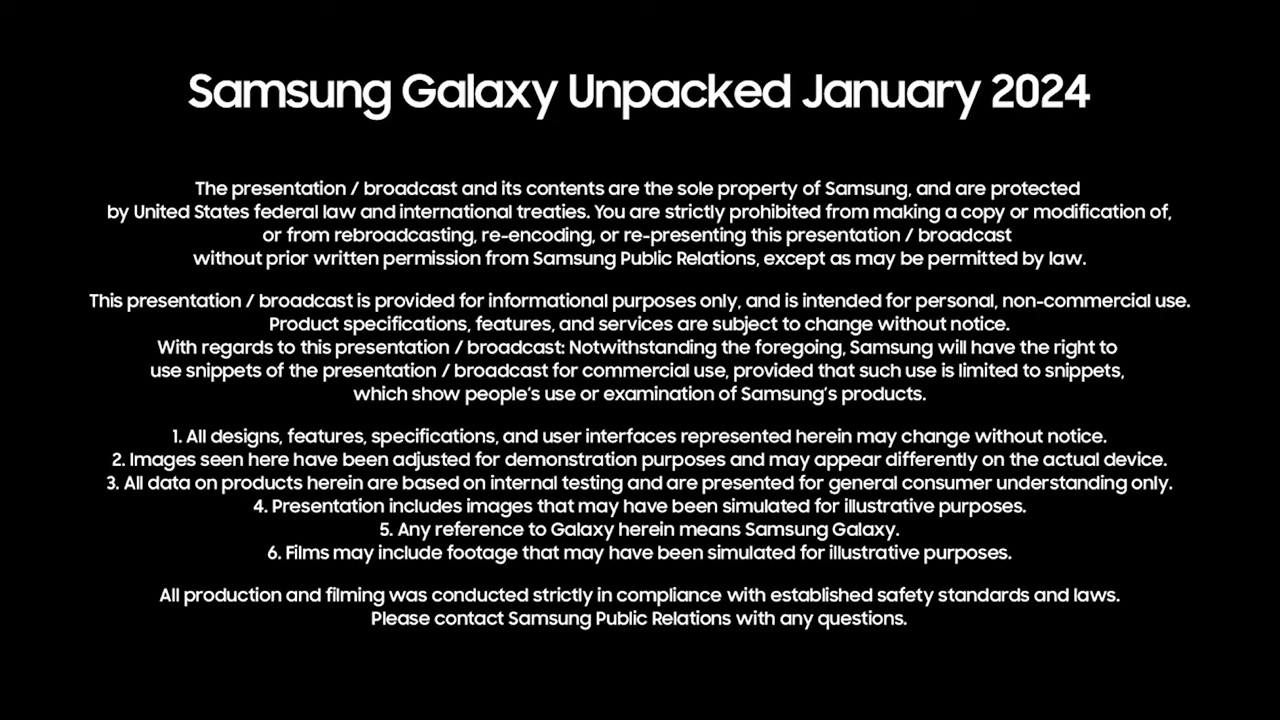 Samsung Galaxy Unpacked January 2024
The presentation / broadcast and its contents are the sole property of Samsung, and are protected
by United States federal law and international treaties. You are strictly prohibited from making a copy or modification of,
or from rebroadcasting, re-encoding, or re-presenting this presentation / broadcast
without prior written permission from Samsung Public Relations, except as may be permitted by law.
This presentation / broadcast is provided for informational purposes only, and is intended for personal, non-commercial use.
Product specifications, features, and services are subject to change without notice.
With regards to this presentation / broadcast: Notwithstanding the foregoing, Samsung will have the right to
use snippets of the presentation / broadcast for commercial use, provided that such use is limited to snippets,
which show people's use or examination of Samsung's products.
1. All designs, features, specifications, and user interfaces represented herein may change without notice.
2. Images seen here have been adjusted for demonstration purposes and may appear differently on the actual device.
3. All data on products herein are based on internal testing and are presented for general consumer understanding only.
4. Presentation includes images that may have been simulated for illustrative purposes.
5. Any reference to Galaxy herein means Samsung Galaxy.
6. Films may include footage that may have been simulated for illustrative purposes.
All production and filming was conducted strictly in compliance with established safety standards and laws.
Please contact Samsung Public Relations with any questions.